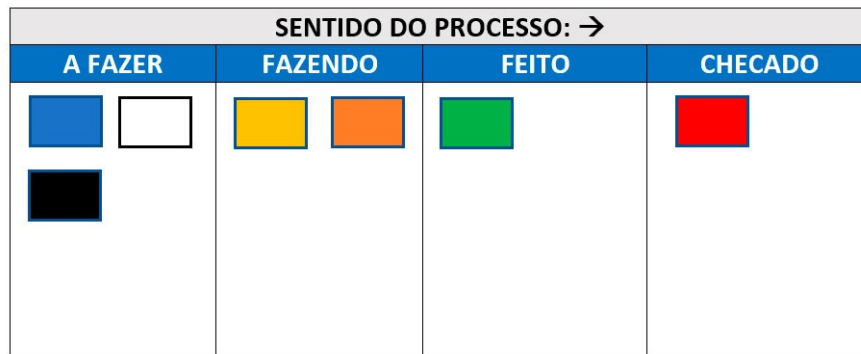 SENTIDO DO PROCESSO: →
A FAZER FAZENDO FEITO CHECADO